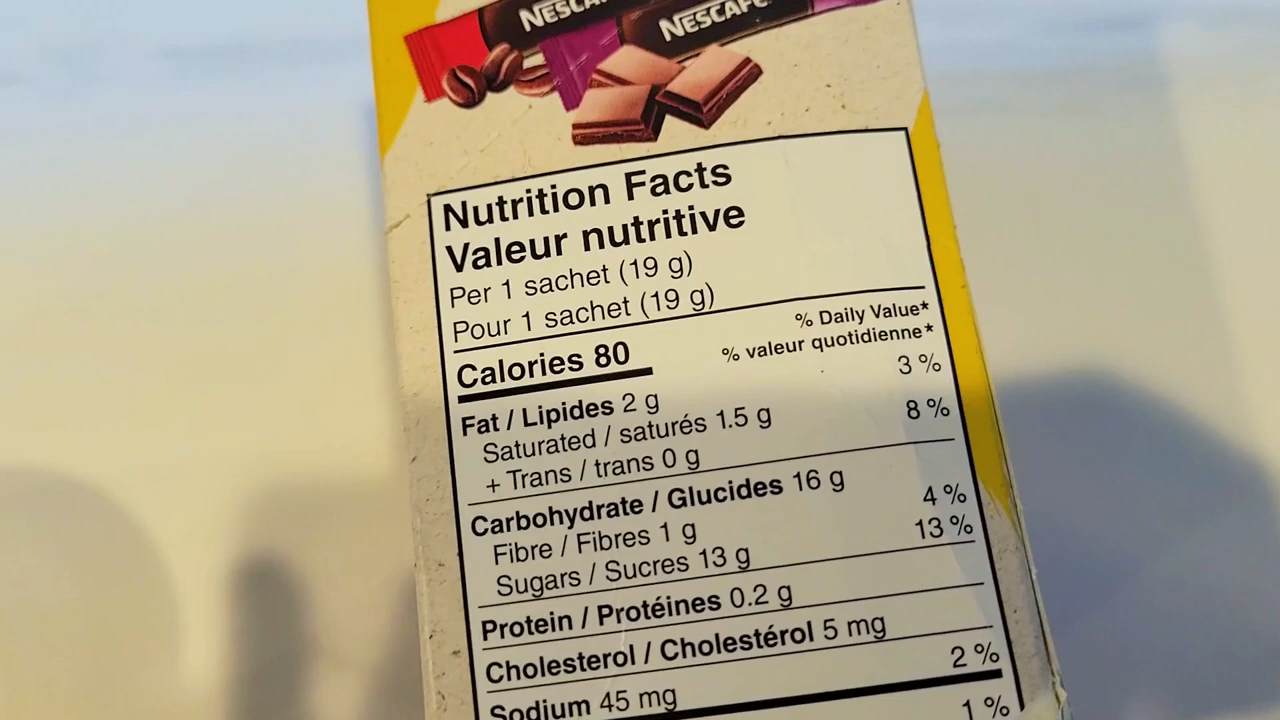 NESCAFÉ
Nutrition Facts
Valeur nutritive
Per 1 sachet (19 g)
Pour 1 sachet (19 g)
% Daily Value*
% valeur quotidienne*
Calories 80
Fat / Lipides 2 g 3 %
Saturated / saturés 1.5 g 8 %
+ Trans / trans 0 g
Carbohydrate / Glucides 16 g
Fibre / Fibres 1 g 4 %
Sugars / Sucres 13 g 13 %
Protein / Protéines 0.2 g
Cholesterol / Cholestérol 5 mg
Sodium 45 mg 2 %
1 %